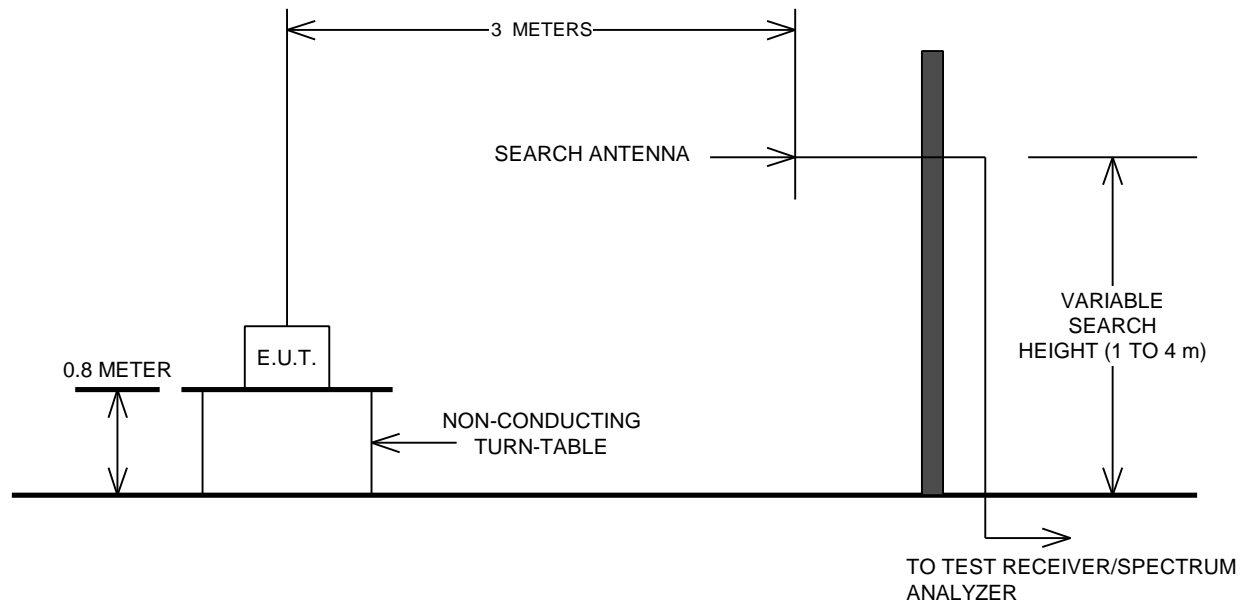 3 METERS
SEARCH ANTENNA
VARIABLE
SEARCH
HEIGHT (1 TO 4 m)
E.U.T.
0.8 METER
NON-CONDUCTING
TURN-TABLE
TO TEST RECEIVER/SPECTRUM
ANALYZER